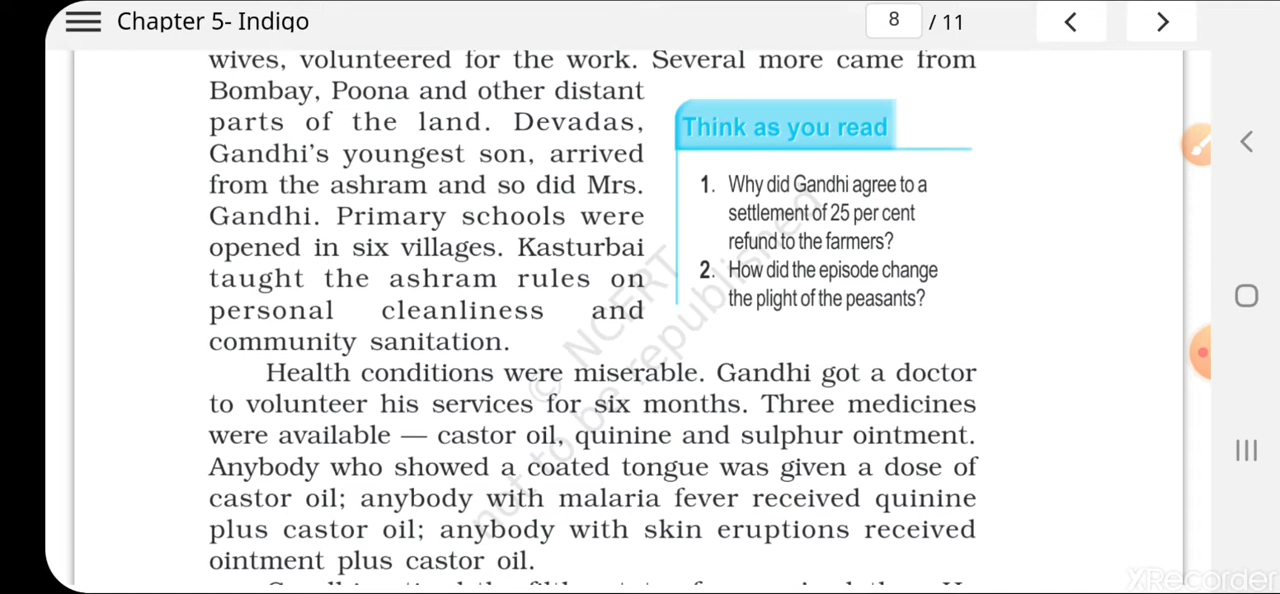 Chapter 5- Indigo
8 / 11
wives, volunteered for the work. Several more came from
Bombay, Poona and other distant
parts of the land. Devadas,
Gandhi's youngest son, arrived
from the ashram and so did Mrs.
Gandhi. Primary schools were
opened in six villages. Kasturbai
taught the ashram rules on
personal cleanliness and
community sanitation.
Think as you read
1. Why did Gandhi agree to a
settlement of 25 per cent
refund to the farmers?
2. How did the episode change
the plight of the peasants?
Health conditions were miserable. Gandhi got a doctor
to volunteer his services for six months. Three medicines
were available — castor oil, quinine and sulphur ointment.
Anybody who showed a coated tongue was given a dose of
castor oil; anybody with malaria fever received quinine
plus castor oil; anybody with skin eruptions received
ointment plus castor oil.
© NCERT
not to be republished
XRecorder